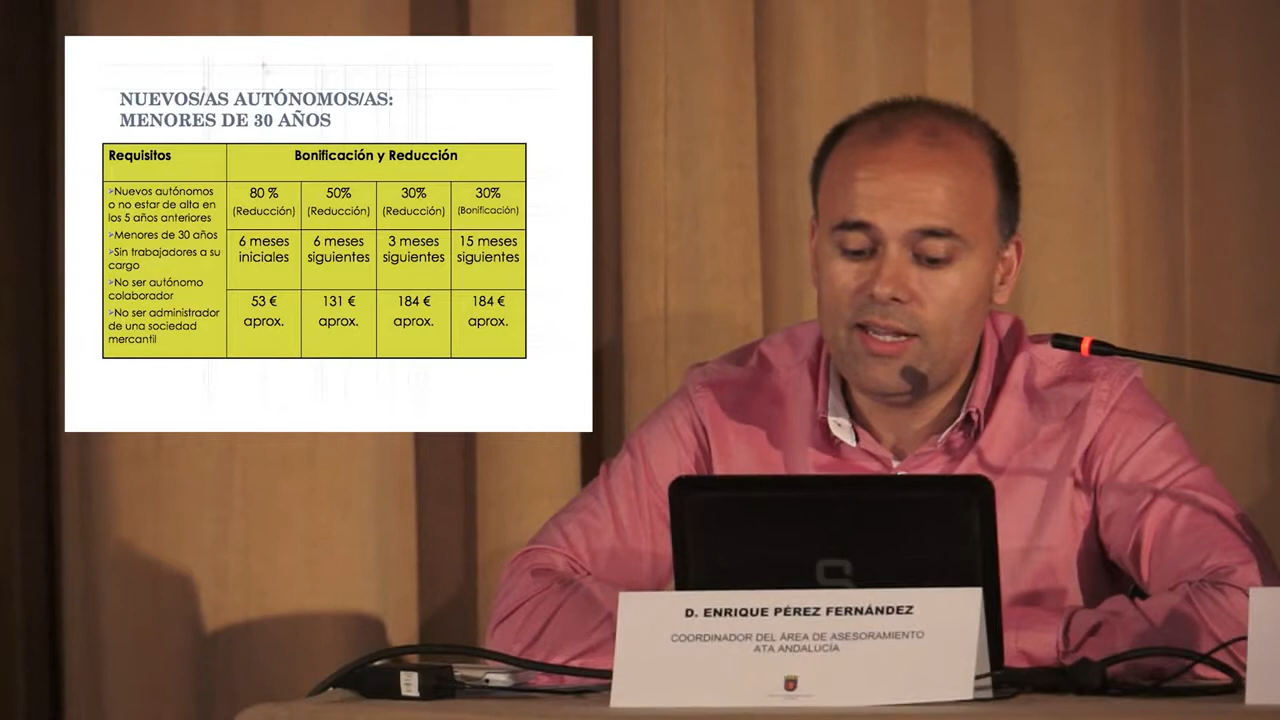 NUEVOS/AS AUTÓNOMOS/AS:
MENORES DE 30 AÑOS
Requisitos
Bonificación y Reducción
Nuevos autónomos
o no estar de alta en
los 5 años anteriores
Menores de 30 años
Sin trabajadores a su
cargo
No ser autónomo
colaborador
No ser administrador
de una sociedad
mercantil
80 %
(Reducción)
50%
(Reducción)
30%
(Reducción)
30%
(Bonificación)
6 meses
iniciales
6 meses
siguientes
3 meses
siguientes
15 meses
siguientes
53 €
aprox.
131 €
aprox.
184 €
aprox.
184 €
aprox.
D. ENRIQUE PÉREZ FERNÁNDEZ
COORDINADOR DEL ÁREA DE ASESORAMIENTO
ATA ANDALUCÍA